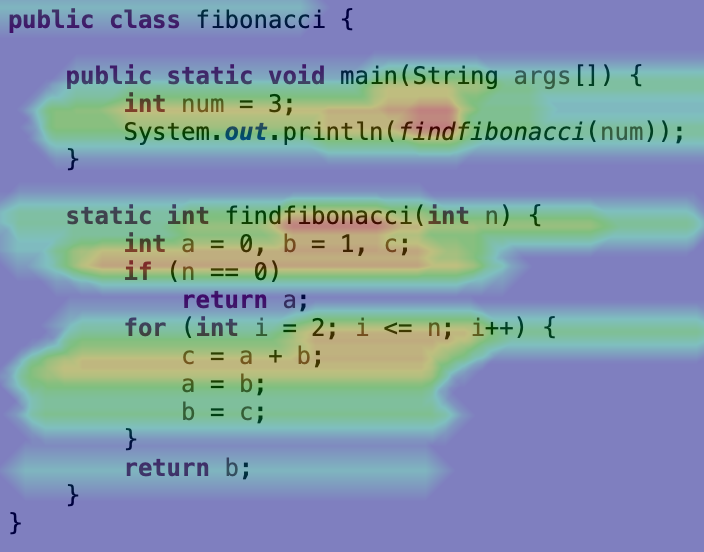 public class fibonacci {
public static void main(String args[]) {
int num = 3;
System.out.println(findfibonacci(num));
}
static int findfibonacci(int n) {
int a = 0, b = 1, c;
if (n == 0)
return a;
for (int i = 2; i <= n; i++) {
c = a + b;
a = b;
b = c;
}
return b;
}
}